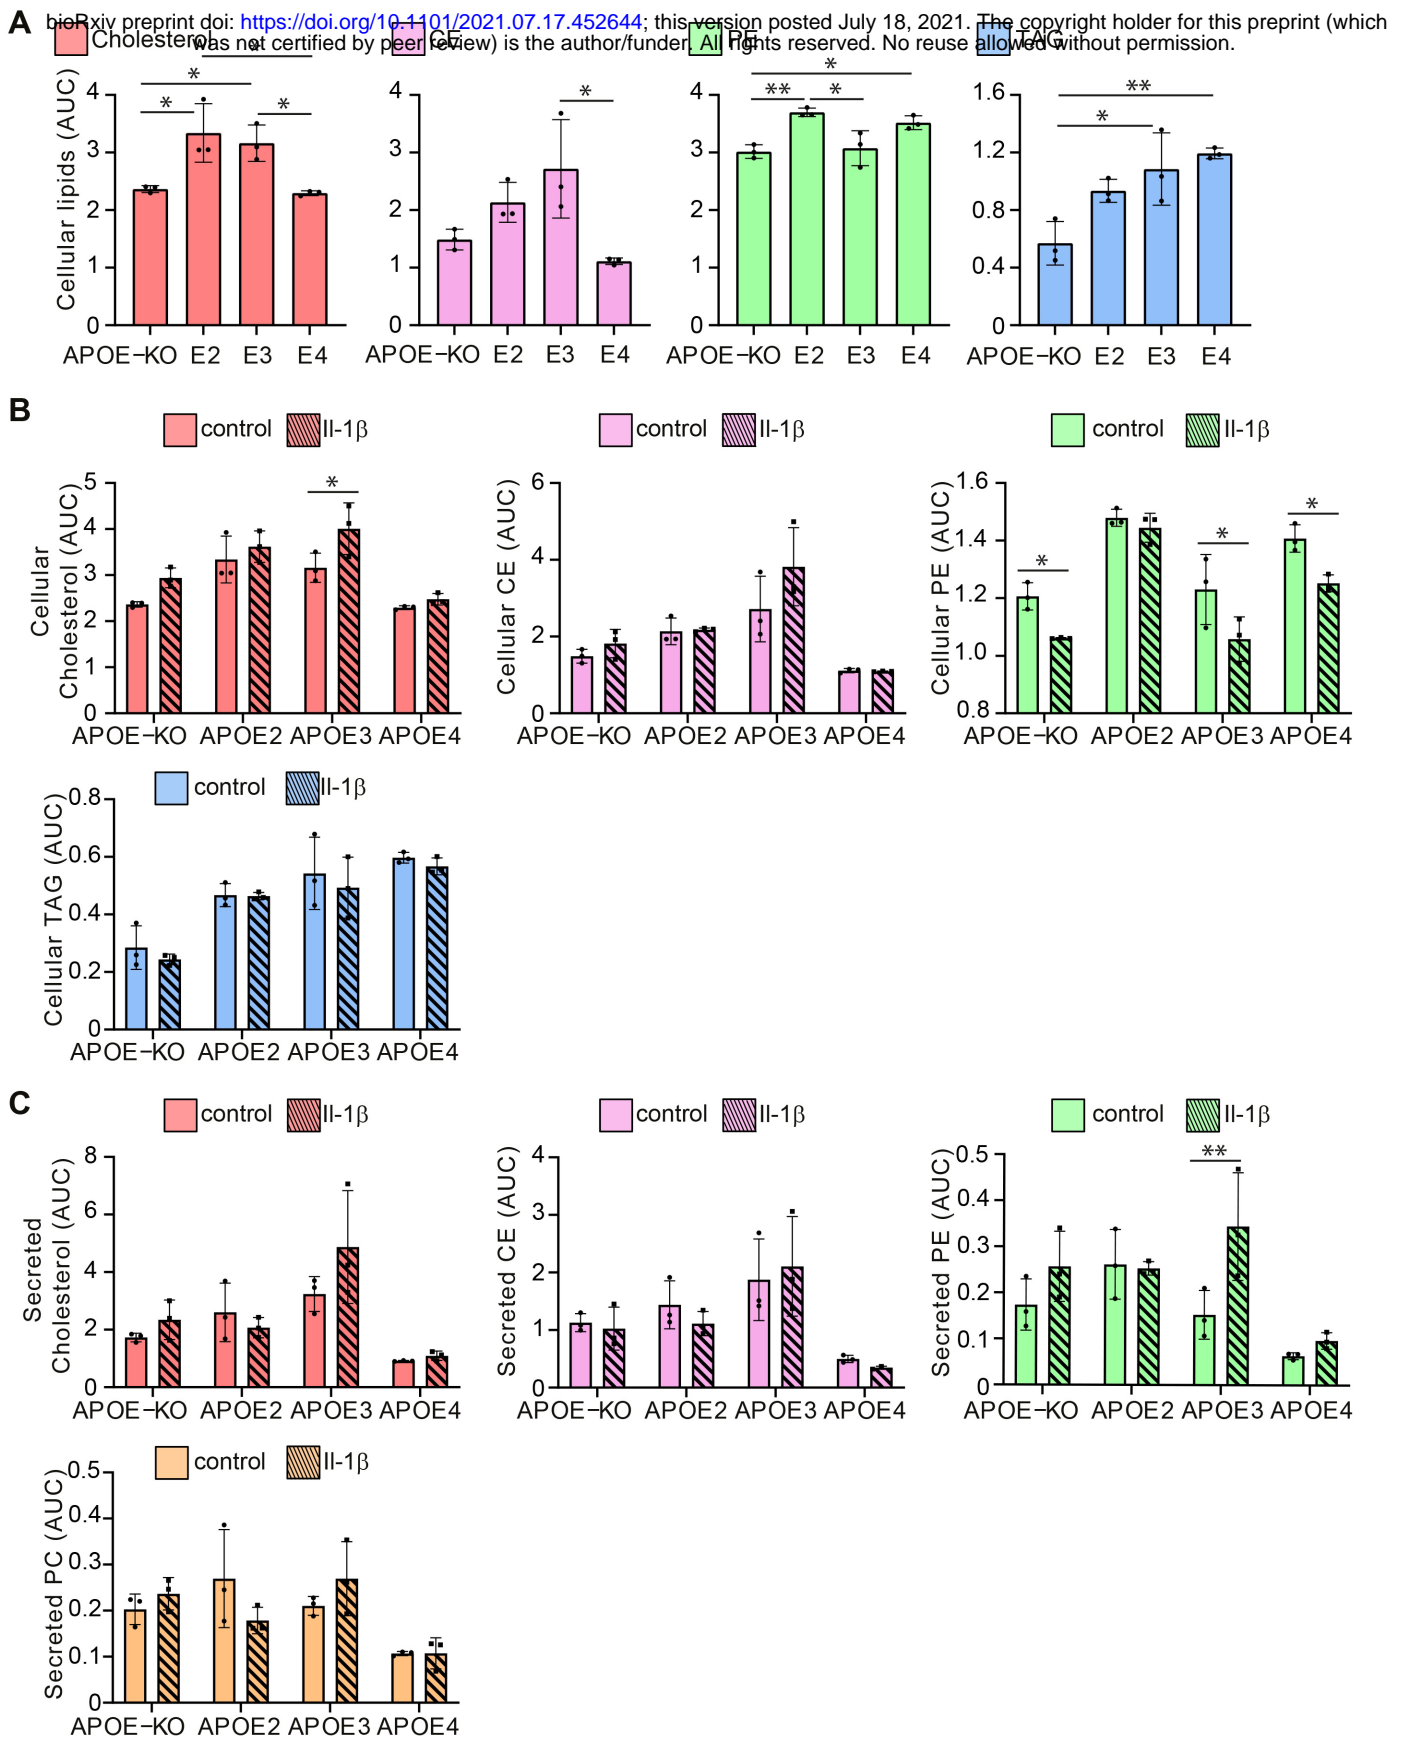 A
bioRxiv preprint doi: https://doi.org/10.1101/2021.07.17.452644; this version posted July 18, 2021. The copyright holder for this preprint (which
was not certified by peer review) is the author/funder. All rights reserved. No reuse allowed without permission.
Cholesterol CE PE TAG
Cellular lipids (AUC)
4 3 2 1 0
* * * *
APOE−KO E2 E3 E4
4 3 2 1 0
*
APOE−KO E2 E3 E4
4 3 2 1 0
** * *
APOE−KO E2 E3 E4
1.6 1.2 0.8 0.4 0
** *
APOE−KO E2 E3 E4
B
control Il-1β
Cellular
Cholesterol (AUC)
5 4 3 2 1 0
*
APOE−KO APOE2 APOE3 APOE4
control Il-1β
Cellular CE (AUC)
6 4 2 0
APOE−KO APOE2 APOE3 APOE4
control Il-1β
Cellular PE (AUC)
1.6 1.4 1.2 1.0 0.8
* * *
APOE−KO APOE2 APOE3 APOE4
control Il-1β
Cellular TAG (AUC)
0.8 0.6 0.4 0.2 0
APOE−KO APOE2 APOE3 APOE4
C
control Il-1β
Secreted
Cholesterol (AUC)
8 6 4 2 0
APOE−KO APOE2 APOE3 APOE4
control Il-1β
Secreted CE (AUC)
4 3 2 1 0
APOE−KO APOE2 APOE3 APOE4
control Il-1β
Secreted PE (AUC)
0.5 0.4 0.3 0.2 0.1 0
**
APOE−KO APOE2 APOE3 APOE4
control Il-1β
Secreted PC (AUC)
0.5 0.4 0.3 0.2 0.1 0
APOE−KO APOE2 APOE3 APOE4